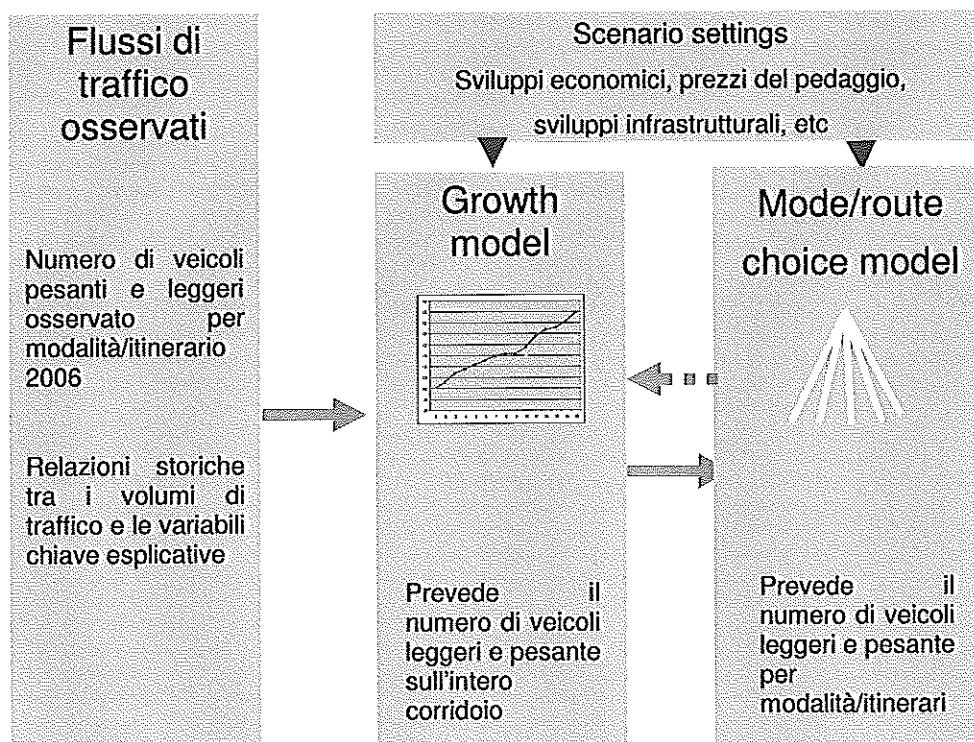 Flussi di
traffico
osservati
Numero di veicoli
pesanti e leggeri
osservato per
modalità/itinerario
2006
Relazioni storiche
tra i volumi di
traffico e le variabili
chiave esplicative
Scenario settings
Sviluppi economici, prezzi del pedaggio,
sviluppi infrastrutturali, etc
Growth
model
Prevede il
numero di veicoli
leggeri e pesante
sull'intero
corridoio
Mode/route
choice model
Prevede il
numero di veicoli
leggeri e pesante
per
modalità/itinerari